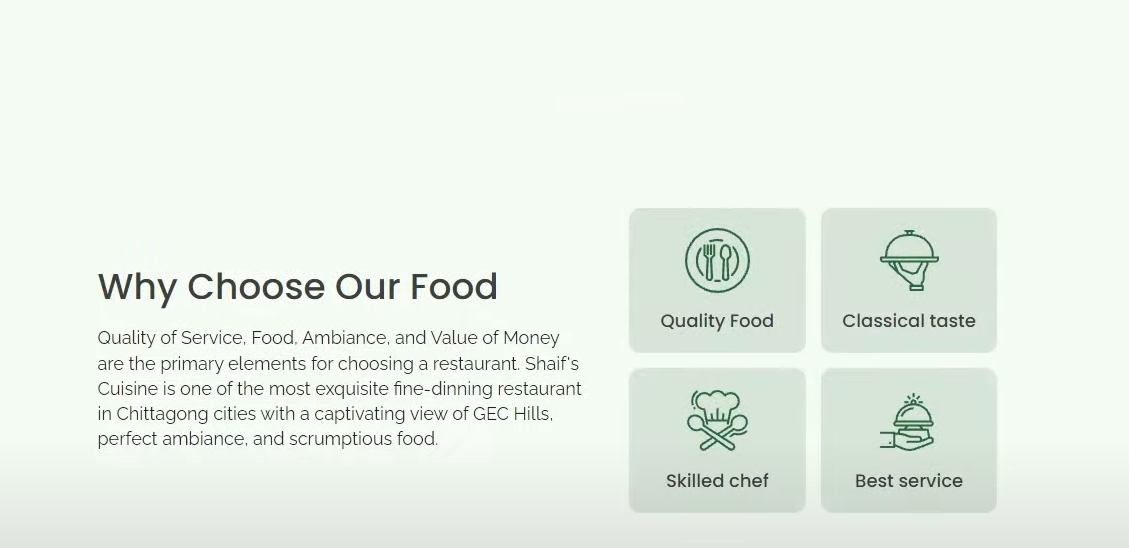 Why Choose Our Food
Quality of Service, Food, Ambiance, and Value of Money
are the primary elements for choosing a restaurant. Shaif's
Cuisine is one of the most exquisite fine-dinning restaurant
in Chittagong cities with a captivating view of GEC Hills,
perfect ambiance, and scrumptious food.
Quality Food
Classical taste
Skilled chef
Best service